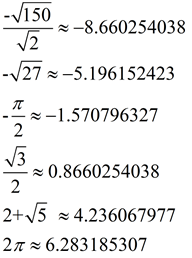 -√150/√2 ≈ -8.660254038
-√27 ≈ -5.196152423
-π/2 ≈ -1.570796327
√3/2 ≈ 0.8660254038
2+√5 ≈ 4.236067977
2π ≈ 6.283185307